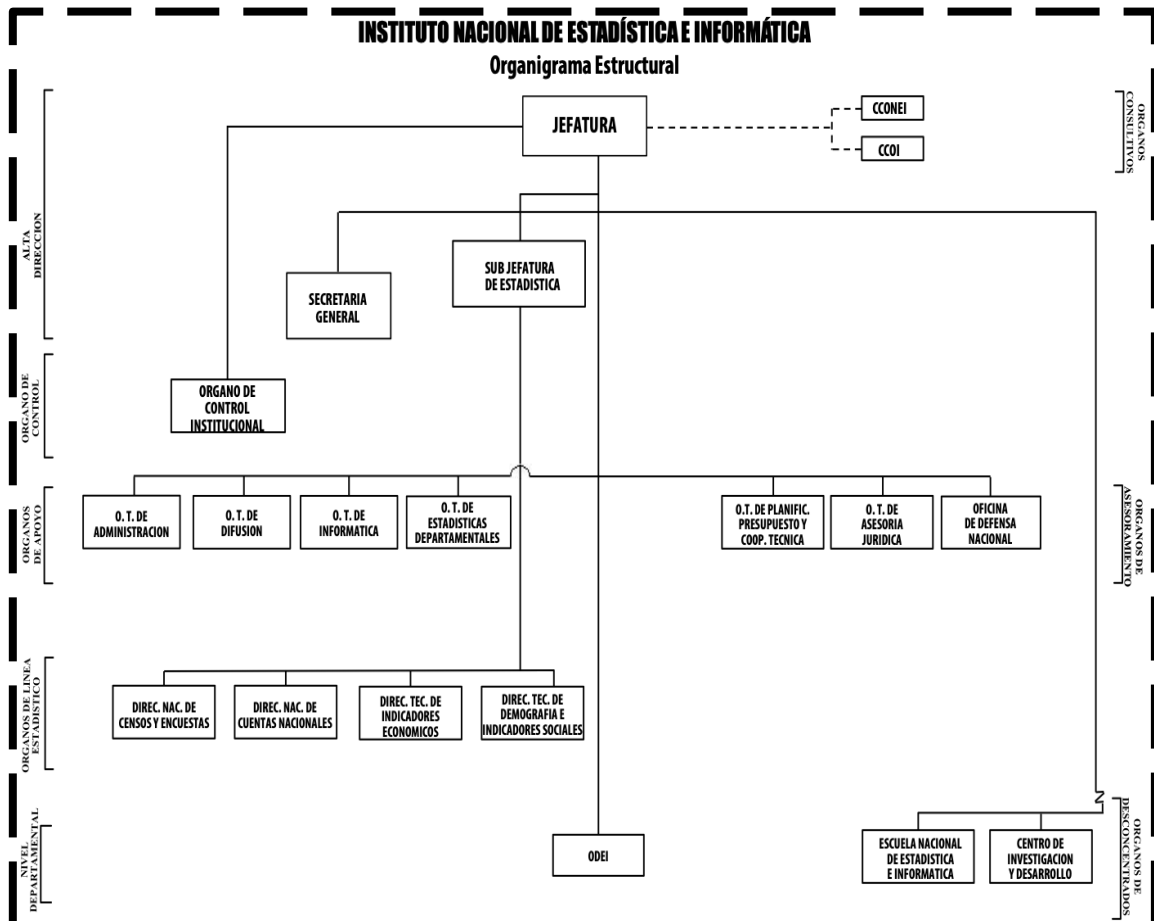 INSTITUTO NACIONAL DE ESTADÍSTICA E INFORMÁTICA
Organigrama Estructural
JEFATURA
CCONEI
CCOI
ORGANOS
CONSULTIVOS
ALTA
DIRECCION
SUB JEFATURA
DE ESTADISTICA
SECRETARIA
GENERAL
ORGANO DE
CONTROL
ORGANO DE
CONTROL
INSTITUCIONAL
ORGANOS
DE APOYO
O. T. DE
ADMINISTRACION
O. T. DE
DIFUSION
O. T. DE
INFORMATICA
O. T. DE
ESTADISTICAS
DEPARTAMENTALES
O.T. DE PLANIFIC.
PRESUPUESTO Y
COOP. TECNICA
O.T. DE
ASESORIA
JURIDICA
OFICINA
DE DEFENSA
NACIONAL
ORGANOS DE
ASESORAMIENTO
ORGANOS DE LINEA
ESTADISTICO
DIREC. NAC. DE
CENSOS Y ENCUESTAS
DIREC. NAC. DE
CUENTAS NACIONALES
DIREC. TEC. DE
INDICADORES
ECONOMICOS
DIREC. TEC. DE
DEMOGRAFIA E
INDICADORES SOCIALES
NIVEL
DEPARTAMENTAL
ODEI
ESCUELA NACIONAL
DE ESTADISTICA
E INFORMATICA
CENTRO DE
INVESTIGACION
Y DESARROLLO
ORGANOS DE
DESCONCENTRADOS